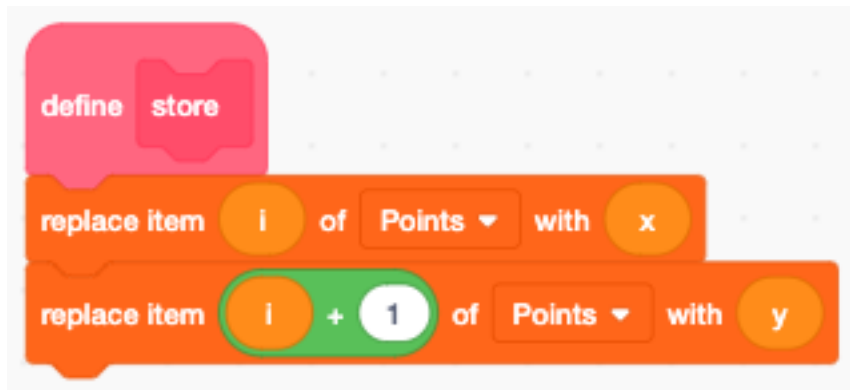 define store
replace item i of Points with x
replace item i + 1 of Points with y